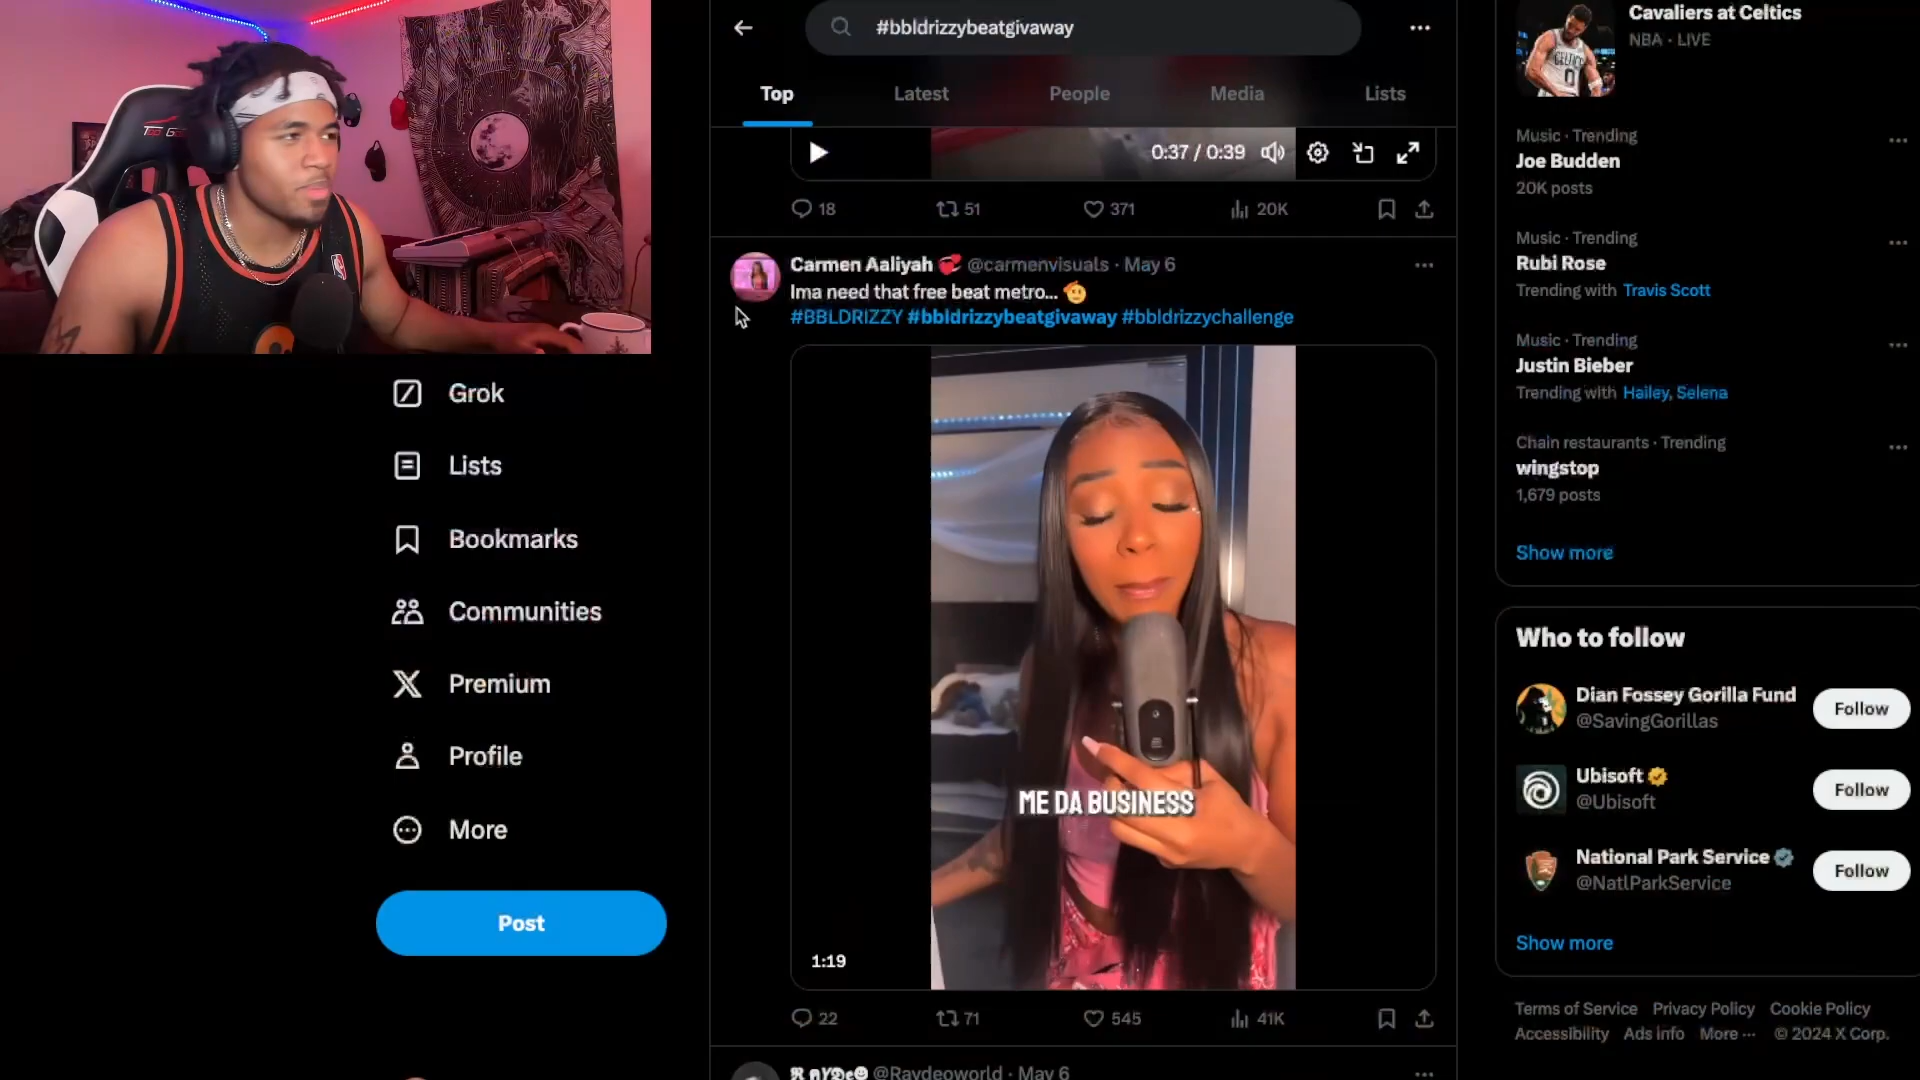 #bbldrizzybeatgivaway
Top
Latest
People
Media
Lists
0:37 / 0:39
18
51
371
20K
Carmen Aaliyah 💞 @carmenvisuals · May 6
Ima need that free beat metro... 🫡
#BBLDRIZZY #bbldrizzybeatgivaway #bbldrizzychallenge
ME DA BUSINESS
1:19
22
71
545
41K
@Raydeoworld · May 6
Grok
Lists
Bookmarks
Communities
Premium
Profile
More
Post
Cavaliers at Celtics
NBA · LIVE
Music · Trending
Joe Budden
20K posts
Music · Trending
Rubi Rose
Trending with Travis Scott
Music · Trending
Justin Bieber
Trending with Hailey, Selena
Chain restaurants · Trending
wingstop
1,679 posts
Show more
Who to follow
Dian Fossey Gorilla Fund
@SavingGorillas
Follow
Ubisoft
@Ubisoft
Follow
National Park Service
@NatlParkService
Follow
Show more
Terms of Service Privacy Policy Cookie Policy
Accessibility Ads info More ··· © 2024 X Corp.